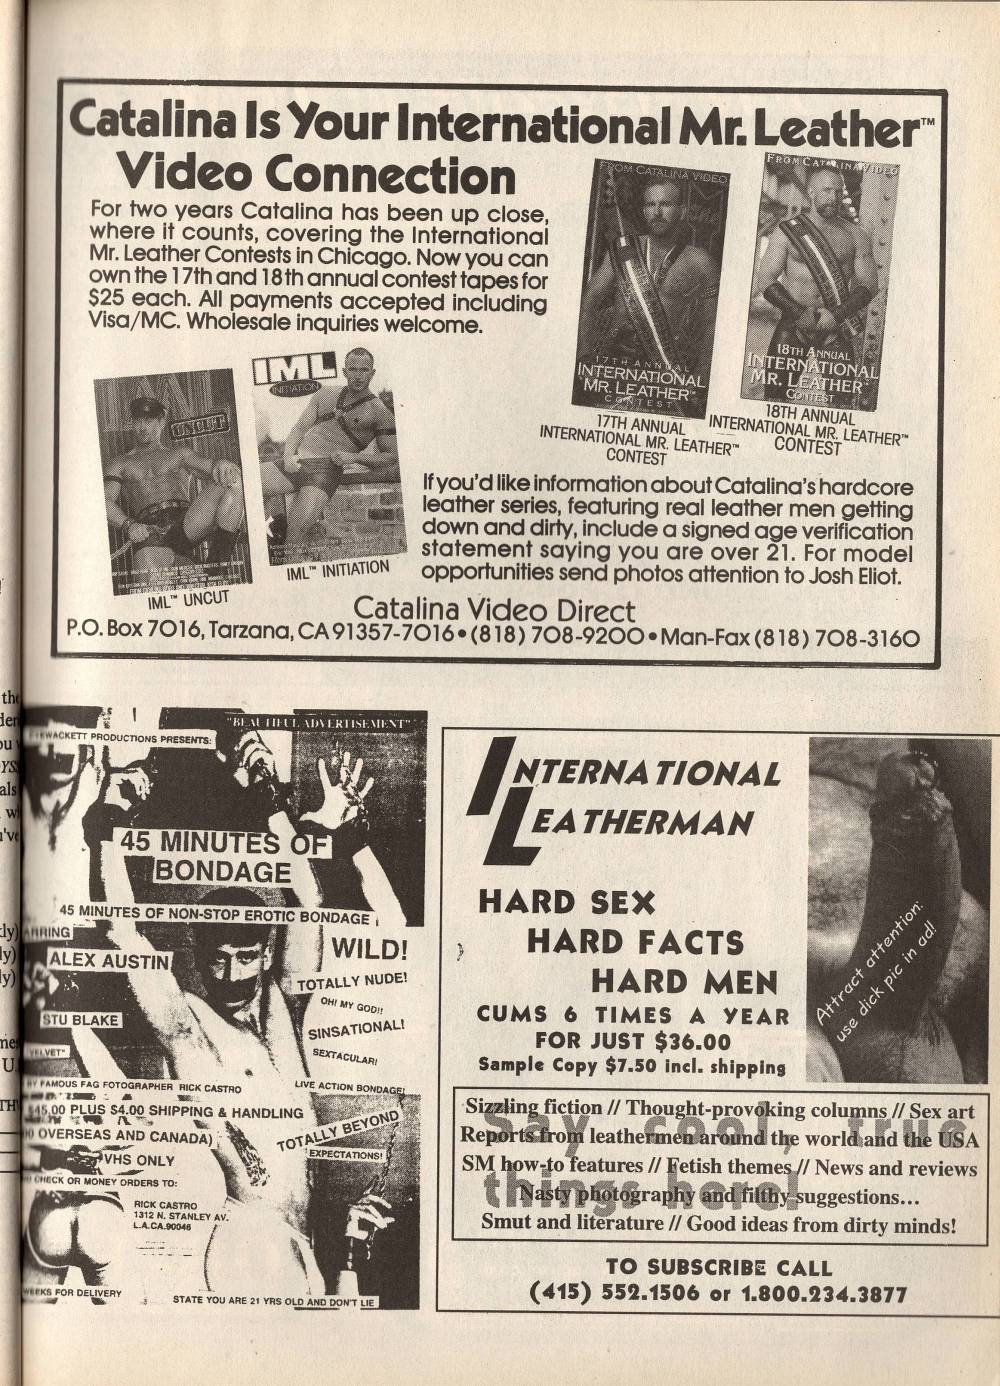 Catalina Is Your International Mr. Leather™
Video Connection
For two years Catalina has been up close,
where it counts, covering the International
Mr. Leather Contests in Chicago. Now you can
own the 17th and 18th annual contest tapes for
$25 each. All payments accepted including
Visa/MC. Wholesale inquiries welcome.
FROM CATALINA VIDEO
17TH ANNUAL
INTERNATIONAL
MR. LEATHER™
CONTEST
FROM CATALINA VIDEO
18TH ANNUAL
INTERNATIONAL
MR. LEATHER™
CONTEST
17TH ANNUAL
INTERNATIONAL MR. LEATHER™
CONTEST
18TH ANNUAL
INTERNATIONAL MR. LEATHER™
CONTEST
UNCUT
IML
INITIATION
IML™ UNCUT
IML™ INITIATION
If you'd like information about Catalina's hardcore
leather series, featuring real leather men getting
down and dirty, include a signed age verification
statement saying you are over 21. For model
opportunities send photos attention to Josh Eliot.
Catalina Video Direct
P.O. Box 7016, Tarzana, CA 91357-7016 • (818) 708-9200 • Man-Fax (818) 708-3160
"BEAUTIFUL ADVERTISEMENT"
EWACKETT PRODUCTIONS PRESENTS:
45 MINUTES OF
BONDAGE
45 MINUTES OF NON-STOP EROTIC BONDAGE
ARRING
ALEX AUSTIN
STU BLAKE
VELVET"
WILD!
TOTALLY NUDE!
OH! MY GOD!!
SINSATIONAL!
SEXTACULAR!
BY FAMOUS FAG FOTOGRAPHER RICK CASTRO
LIVE ACTION BONDAGE!
$45.00 PLUS $4.00 SHIPPING & HANDLING
OVERSEAS AND CANADA)
VHS ONLY
CHECK OR MONEY ORDERS TO:
TOTALLY BEYOND
EXPECTATIONS!
RICK CASTRO
1312 N. STANLEY AV.
L.A.CA.90046
WEEKS FOR DELIVERY
STATE YOU ARE 21 YRS OLD AND DON'T LIE
INTERNATIONAL
LEATHERMAN
HARD SEX
HARD FACTS
HARD MEN
CUMS 6 TIMES A YEAR
FOR JUST $36.00
Sample Copy $7.50 incl. shipping
Attract attention:
use dick pic in ad!
Say cool, true
things here!
Sizzling fiction // Thought-provoking columns // Sex art
Reports from leathermen around the world and the USA
SM how-to features // Fetish themes // News and reviews
Nasty photography and filthy suggestions...
Smut and literature // Good ideas from dirty minds!
TO SUBSCRIBE CALL
(415) 552.1506 or 1.800.234.3877